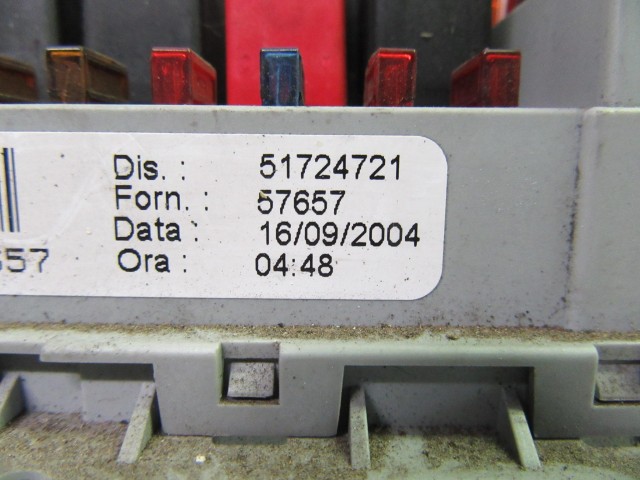 Dis. : 51724721
Forn. : 57657
Data : 16/09/2004
Ora : 04:48
657